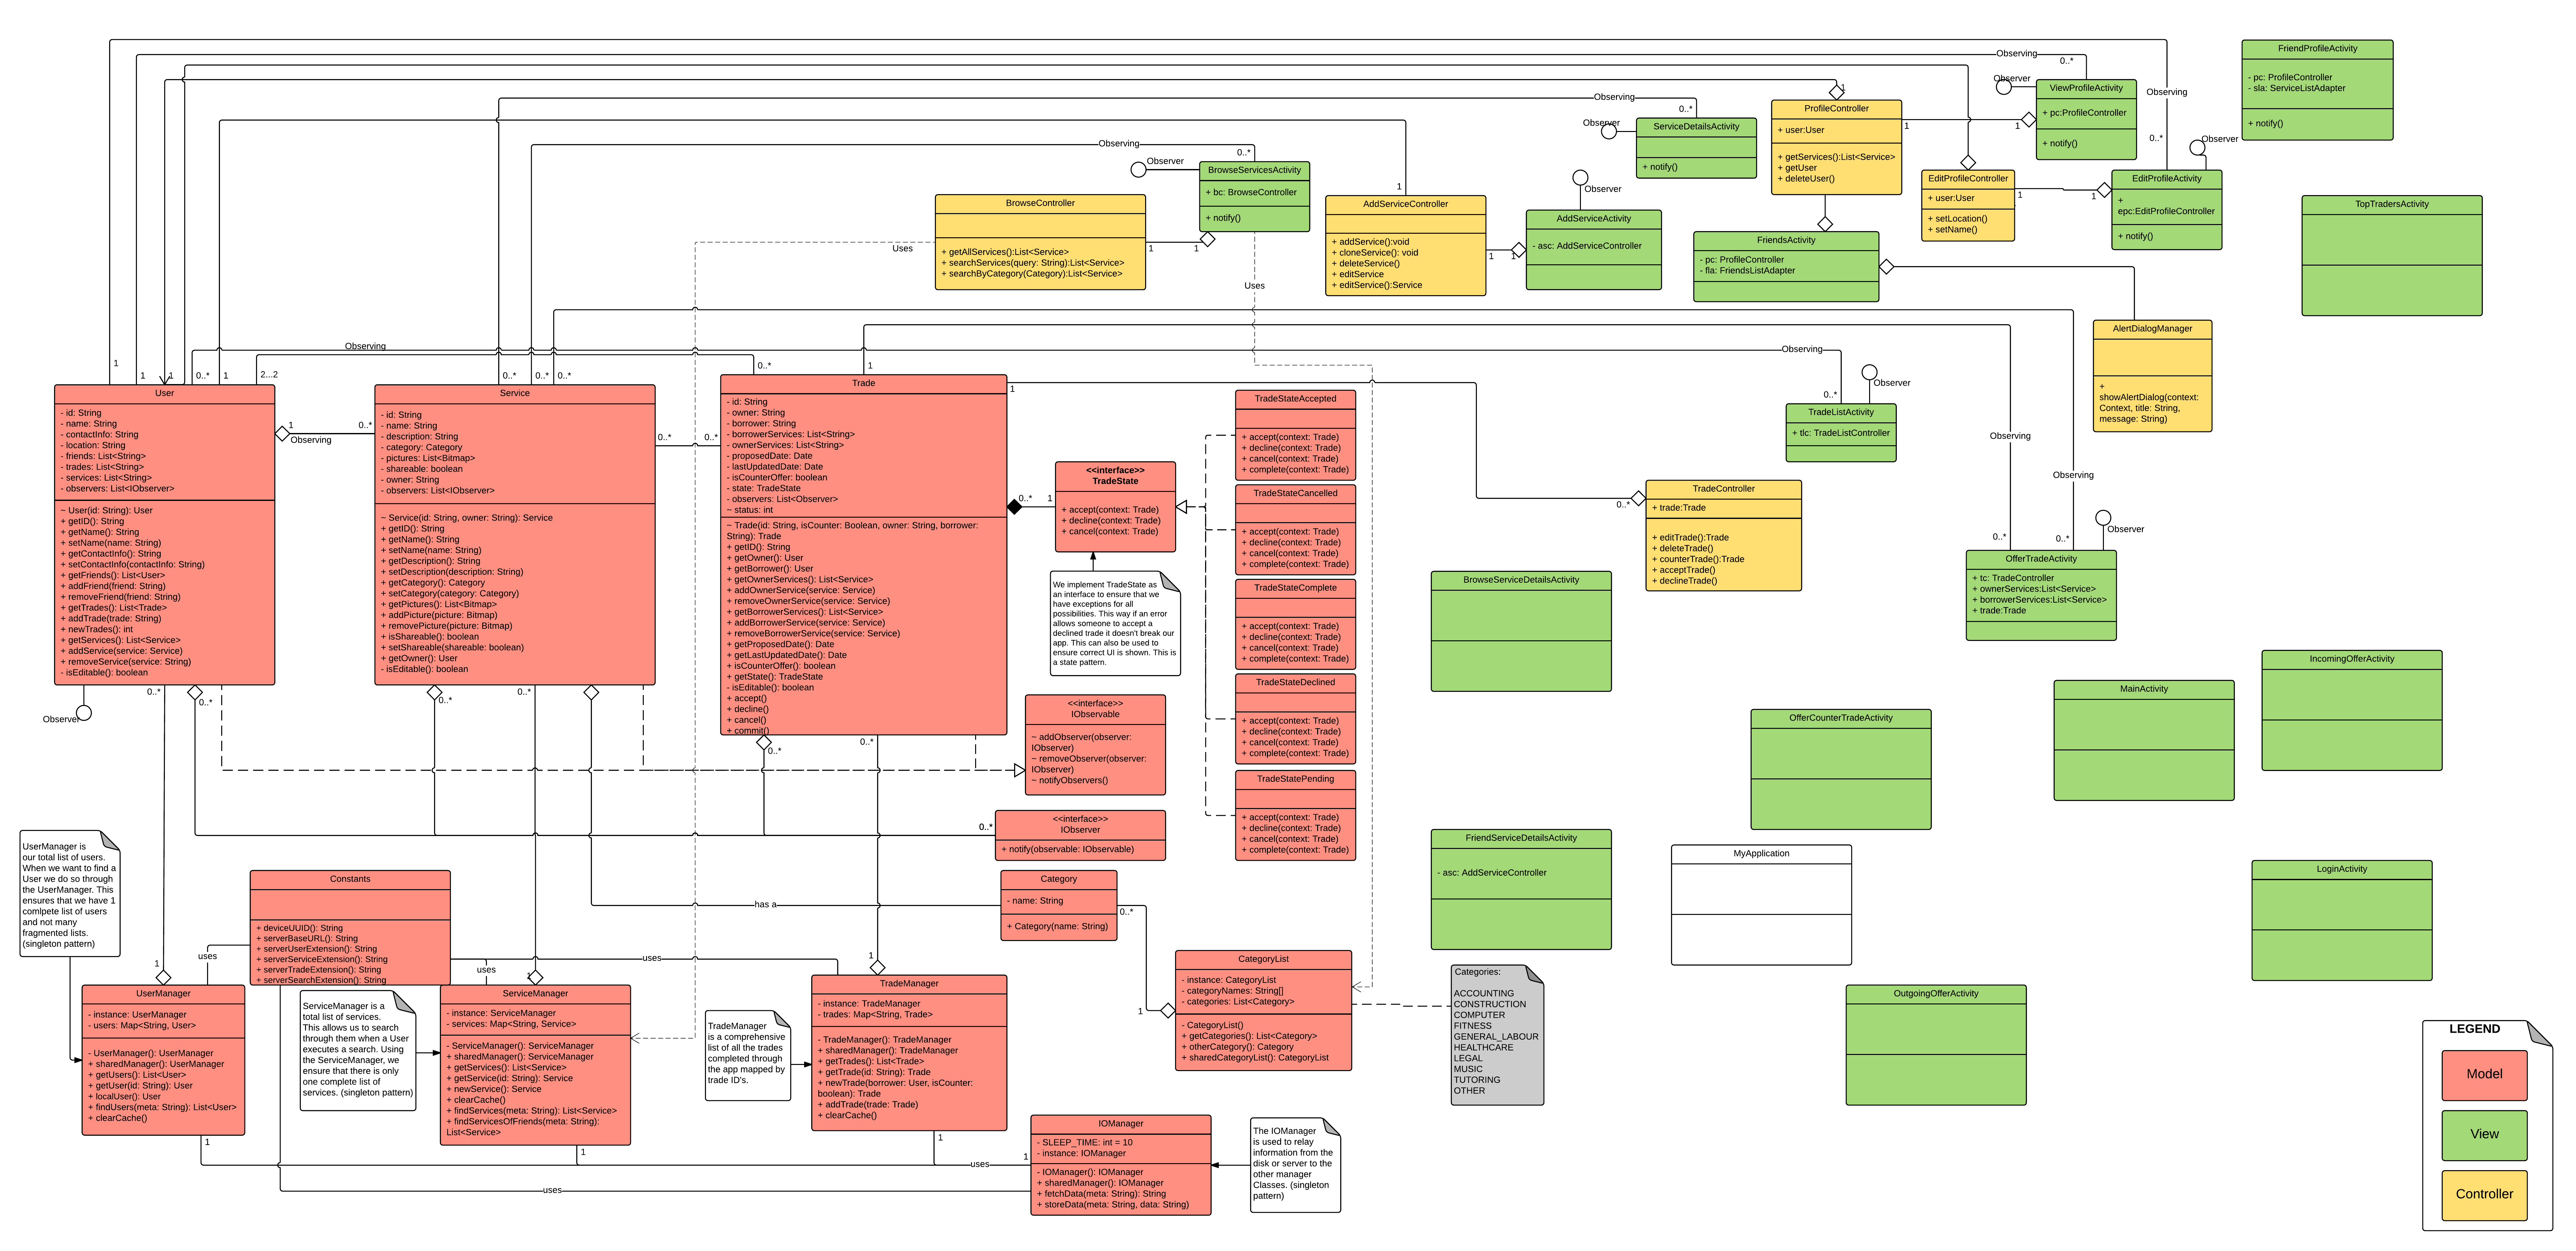 FriendProfileActivity
- pc: ProfileController
- sla: ServiceListAdapter
+ notify()
Observing
0..*
Observer
ViewProfileActivity
+ pc:ProfileController
+ notify()
Observing
0..*
Observer
EditProfileActivity
+
epc:EditProfileController
+ notify()
1
ProfileController
+ user:User
+ getServices():List<Service>
+ getUser
+ deleteUser()
1
1
EditProfileController
+ user:User
+ setLocation()
+ setName()
1
1
Observing
0..*
Observer
ServiceDetailsActivity
+ notify()
Observing
0..*
Observer
BrowseServicesActivity
+ bc: BrowseController
+ notify()
BrowseController
+ getAllServices():List<Service>
+ searchServices(query: String):List<Service>
+ searchByCategory(Category):List<Service>
1
1
Uses
Uses
1
AddServiceController
+ addService():void
+ cloneService(): void
+ deleteService()
+ editService
+ editService():Service
1
1
Observer
AddServiceActivity
- asc: AddServiceController
FriendsActivity
- pc: ProfileController
- fla: FriendsListAdapter
TopTradersActivity
AlertDialogManager
+
showAlertDialog(context:
Context, title: String,
message: String)
Observing
Observing
1
1
1
0..*
1
2...2
0..*
0..*
0..*
0..*
1
User
- id: String
- name: String
- contactInfo: String
- location: String
- friends: List<String>
- trades: List<String>
- services: List<String>
- observers: List<IObserver>
~ User(id: String): User
+ getID(): String
+ getName(): String
+ setName(name: String)
+ getContactInfo(): String
+ setContactInfo(contactInfo: String)
+ getFriends(): List<User>
+ addFriend(friend: String)
+ removeFriend(friend: String)
+ getTrades(): List<Trade>
+ addTrade(trade: String)
+ newTrades(): int
+ getServices(): List<Service>
+ addService(service: Service)
+ removeService(service: String)
- isEditable(): boolean
1
Observing
0..*
Service
- id: String
- name: String
- description: String
- category: Category
- pictures: List<Bitmap>
- shareable: boolean
- owner: String
- observers: List<IObserver>
~ Service(id: String, owner: String): Service
+ getID(): String
+ getName(): String
+ setName(name: String)
+ getDescription(): String
+ setDescription(description: String)
+ getCategory(): Category
+ setCategory(category: Category)
+ getPictures(): List<Bitmap>
+ addPicture(picture: Bitmap)
+ removePicture(picture: Bitmap)
+ isShareable(): boolean
+ setShareable(shareable: boolean)
+ getOwner(): User
- isEditable(): boolean
0..*
0..*
Trade
- id: String
- owner: String
- borrower: String
- borrowerServices: List<String>
- ownerServices: List<String>
- proposedDate: Date
- lastUpdatedDate: Date
- isCounterOffer: boolean
- state: TradeState
- observers: List<Observer>
~ status: int
~ Trade(id: String, isCounter: Boolean, owner: String, borrower:
String): Trade
+ getID(): String
+ getOwner(): User
+ getBorrower(): User
+ getOwnerServices(): List<Service>
+ addOwnerService(service: Service)
+ removeOwnerService(service: Service)
+ getBorrowerServices(): List<Service>
+ addBorrowerService(service: Service)
+ removeBorrowerService(service: Service)
+ getProposedDate(): Date
+ getLastUpdatedDate(): Date
+ isCounterOffer(): boolean
+ getState(): TradeState
- isEditable(): boolean
+ accept()
+ decline()
+ cancel()
+ commit()
1
0..*
1
<<interface>>
TradeState
+ accept(context: Trade)
+ decline(context: Trade)
+ cancel(context: Trade)
We implement TradeState as
an interface to ensure that we
have exceptions for all
possibilities. This way if an error
allows someone to accept a
declined trade it doesn't break our
app. This can also be used to
ensure correct UI is shown. This is
a state pattern.
TradeStateAccepted
+ accept(context: Trade)
+ decline(context: Trade)
+ cancel(context: Trade)
+ complete(context: Trade)
TradeStateCancelled
+ accept(context: Trade)
+ decline(context: Trade)
+ cancel(context: Trade)
+ complete(context: Trade)
TradeStateComplete
+ accept(context: Trade)
+ decline(context: Trade)
+ cancel(context: Trade)
+ complete(context: Trade)
TradeStateDeclined
+ accept(context: Trade)
+ decline(context: Trade)
+ cancel(context: Trade)
+ complete(context: Trade)
TradeStatePending
+ accept(context: Trade)
+ decline(context: Trade)
+ cancel(context: Trade)
+ complete(context: Trade)
0..*
Observer
TradeListActivity
+ tlc: TradeListController
0..*
TradeController
+ trade:Trade
+ editTrade():Trade
+ deleteTrade()
+ counterTrade():Trade
+ acceptTrade()
+ declineTrade()
Observing
Observing
0..*
0..*
Observer
OfferTradeActivity
+ tc: TradeController
+ ownerServices:List<Service>
+ borrowerServices:List<Service>
+ trade:Trade
BrowseServiceDetailsActivity
IncomingOfferActivity
MainActivity
OfferCounterTradeActivity
Observer
0..*
0..*
0..*
0..*
0..*
0..*
<<interface>>
IObservable
~ addObserver(observer:
IObserver)
~ removeObserver(observer:
IObserver)
~ notifyObservers()
0..*
<<interface>>
IObserver
+ notify(observable: IObservable)
FriendServiceDetailsActivity
- asc: AddServiceController
MyApplication
LoginActivity
UserManager is
our total list of users.
When we want to find a
User we do so through
the UserManager. This
ensures that we have 1
comlpete list of users
and not many
fragmented lists.
(singleton pattern)
Constants
+ deviceUUID(): String
+ serverBaseURL(): String
+ serverUserExtension(): String
+ serverServiceExtension(): String
+ serverTradeExtension(): String
+ serverSearchExtension(): String
has a
Category
- name: String
+ Category(name: String)
0..*
1
uses
uses
uses
1
1
1
UserManager
- instance: UserManager
- users: Map<String, User>
- UserManager(): UserManager
+ sharedManager(): UserManager
+ getUsers(): List<User>
+ getUser(id: String): User
+ localUser(): User
+ findUsers(meta: String): List<User>
+ clearCache()
ServiceManager is a
total list of services.
This allows us to search
through them when a User
executes a search. Using
the ServiceManager, we
ensure that there is only
one complete list of
services. (singleton pattern)
ServiceManager
- instance: ServiceManager
- services: Map<String, Service>
- ServiceManager(): ServiceManager
+ sharedManager(): ServiceManager
+ getServices(): List<Service>
+ getService(id: String): Service
+ newService(): Service
+ clearCache()
+ findServices(meta: String): List<Service>
+ findServicesOfFriends(meta: String):
List<Service>
TradeManager
is a comprehensive
list of all the trades
completed through
the app mapped by
trade ID's.
TradeManager
- instance: TradeManager
- trades: Map<String, Trade>
- TradeManager(): TradeManager
+ sharedManager(): TradeManager
+ getTrades(): List<Trade>
+ getTrade(id: String): Trade
+ newTrade(borrower: User, isCounter:
boolean): Trade
+ addTrade(trade: Trade)
+ clearCache()
CategoryList
- instance: CategoryList
- categoryNames: String[]
- categories: List<Category>
- CategoryList()
+ getCategories(): List<Category>
+ otherCategory(): Category
+ sharedCategoryList(): CategoryList
Categories:
ACCOUNTING
CONSTRUCTION
COMPUTER
FITNESS
GENERAL_LABOUR
HEALTHCARE
LEGAL
MUSIC
TUTORING
OTHER
OutgoingOfferActivity
1
1
1
uses
uses
1
IOManager
- SLEEP_TIME: int = 10
- instance: IOManager
- IOManager(): IOManager
+ sharedManager(): IOManager
+ fetchData(meta: String): String
+ storeData(meta: String, data: String)
The IOManager
is used to relay
information from the
disk or server to the
other manager
Classes. (singleton
pattern)
LEGEND
Model
View
Controller